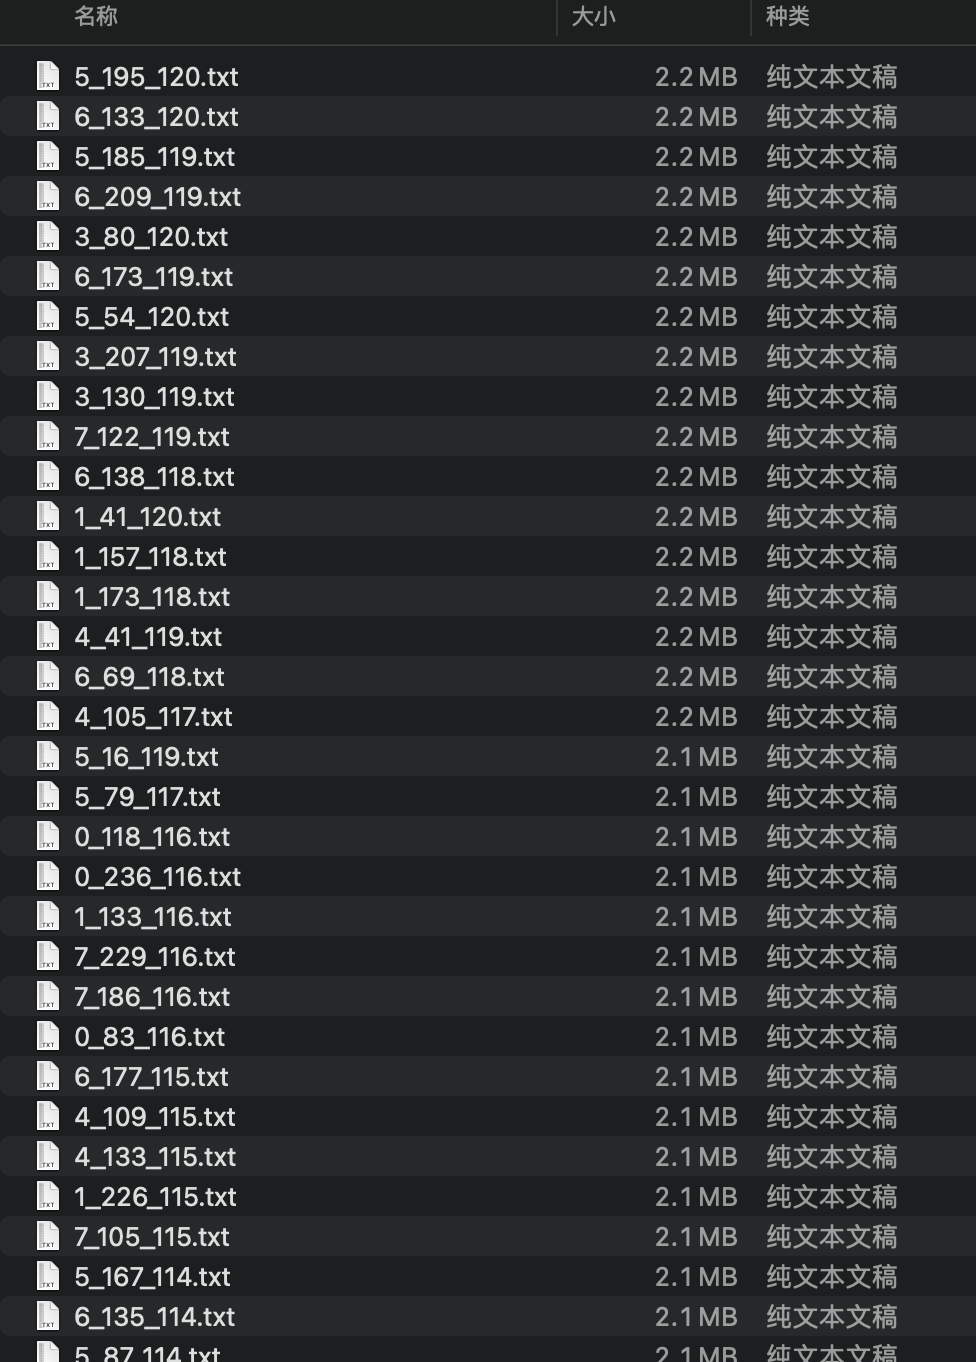 名称 大小 种类
5_195_120.txt 2.2 MB 纯文本文稿
6_133_120.txt 2.2 MB 纯文本文稿
5_185_119.txt 2.2 MB 纯文本文稿
6_209_119.txt 2.2 MB 纯文本文稿
3_80_120.txt 2.2 MB 纯文本文稿
6_173_119.txt 2.2 MB 纯文本文稿
5_54_120.txt 2.2 MB 纯文本文稿
3_207_119.txt 2.2 MB 纯文本文稿
3_130_119.txt 2.2 MB 纯文本文稿
7_122_119.txt 2.2 MB 纯文本文稿
6_138_118.txt 2.2 MB 纯文本文稿
1_41_120.txt 2.2 MB 纯文本文稿
1_157_118.txt 2.2 MB 纯文本文稿
1_173_118.txt 2.2 MB 纯文本文稿
4_41_119.txt 2.2 MB 纯文本文稿
6_69_118.txt 2.2 MB 纯文本文稿
4_105_117.txt 2.2 MB 纯文本文稿
5_16_119.txt 2.1 MB 纯文本文稿
5_79_117.txt 2.1 MB 纯文本文稿
0_118_116.txt 2.1 MB 纯文本文稿
0_236_116.txt 2.1 MB 纯文本文稿
1_133_116.txt 2.1 MB 纯文本文稿
7_229_116.txt 2.1 MB 纯文本文稿
7_186_116.txt 2.1 MB 纯文本文稿
0_83_116.txt 2.1 MB 纯文本文稿
6_177_115.txt 2.1 MB 纯文本文稿
4_109_115.txt 2.1 MB 纯文本文稿
4_133_115.txt 2.1 MB 纯文本文稿
1_226_115.txt 2.1 MB 纯文本文稿
7_105_115.txt 2.1 MB 纯文本文稿
5_167_114.txt 2.1 MB 纯文本文稿
6_135_114.txt 2.1 MB 纯文本文稿
5_87_114.txt 2.1 MB 纯文本文稿